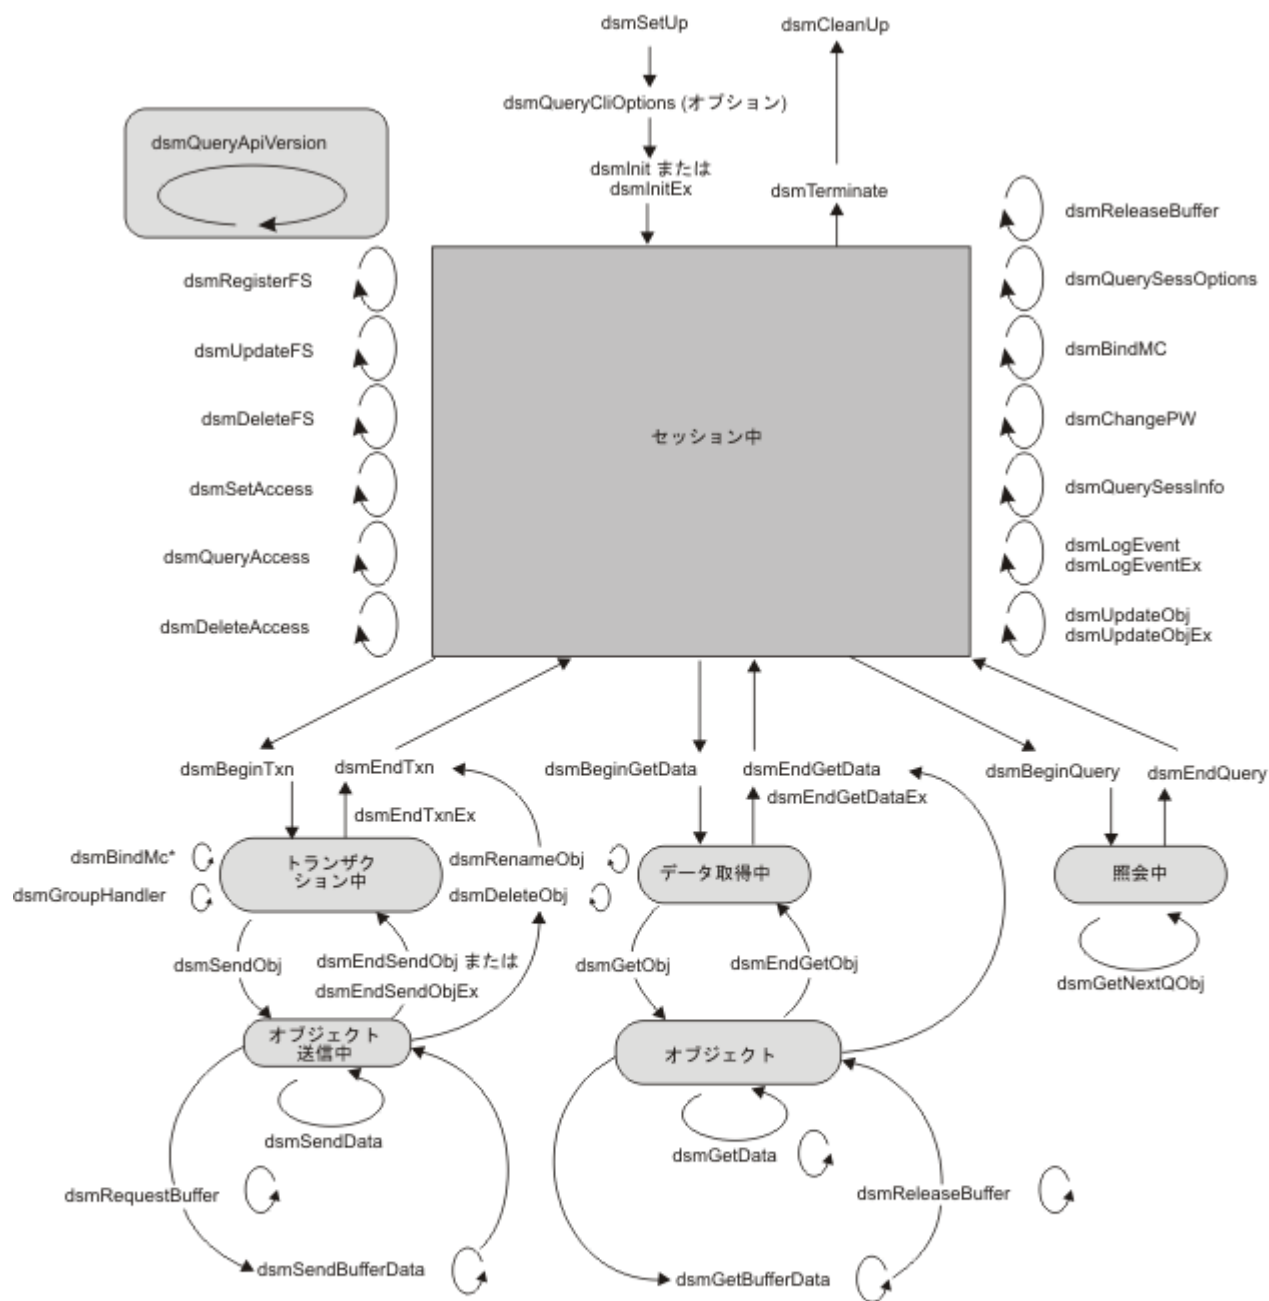 dsmSetUp
dsmCleanUp
dsmQueryCliOptions (オプション)
dsmQueryApiVersion
dsmInit または
dsmInitEx
dsmTerminate
dsmReleaseBuffer
dsmRegisterFS
dsmQuerySessOptions
dsmUpdateFS
dsmBindMC
dsmDeleteFS
dsmChangePW
セッション中
dsmSetAccess
dsmQuerySessInfo
dsmQueryAccess
dsmLogEvent
dsmLogEventEx
dsmDeleteAccess
dsmUpdateObj
dsmUpdateObjEx
dsmBeginTxn
dsmEndTxn
dsmBeginGetData
dsmEndGetData
dsmBeginQuery
dsmEndQuery
dsmEndTxnEx
dsmEndGetDataEx
dsmBindMc*
トランザク
ション中
dsmRenameObj
データ取得中
照会中
dsmGroupHandler
dsmDeleteObj
dsmSendObj
dsmEndSendObj または
dsmEndSendObjEx
dsmGetObj
dsmEndGetObj
dsmGetNextQObj
オブジェクト
送信中
オブジェクト
dsmSendData
dsmGetData
dsmRequestBuffer
dsmReleaseBuffer
dsmSendBufferData
dsmGetBufferData